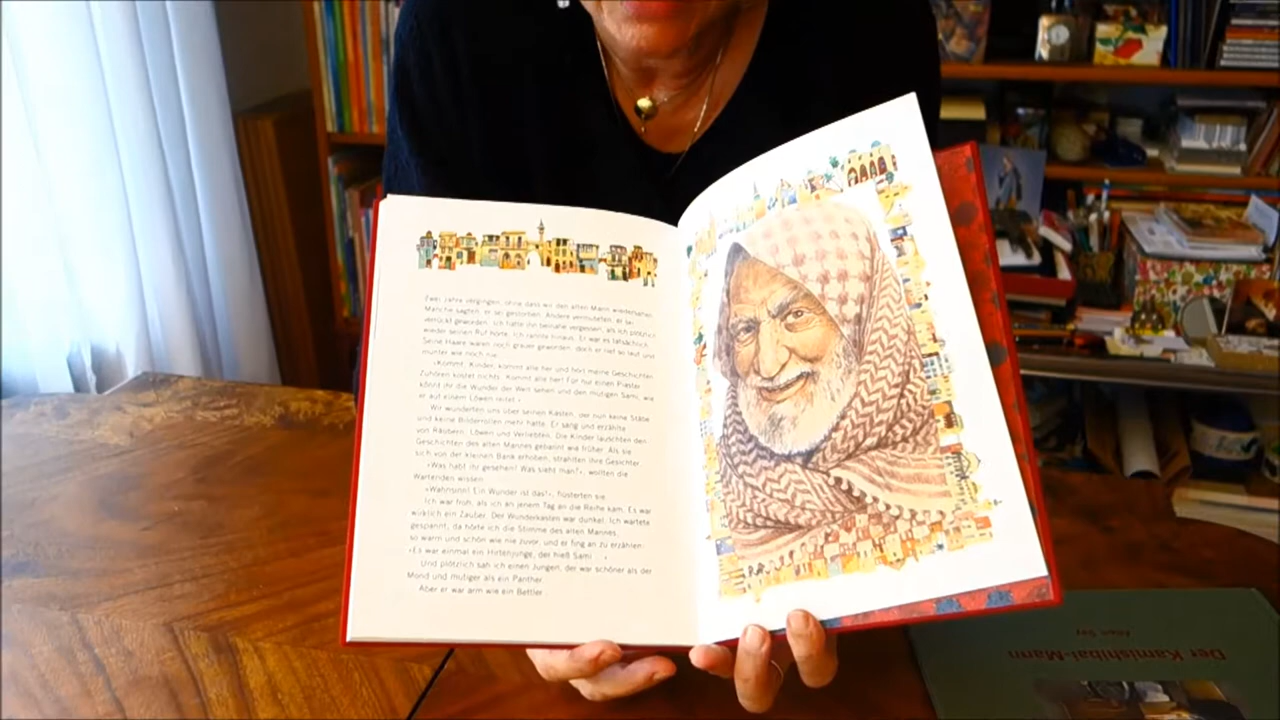 Zwei Jahre vergingen, ohne dass wir den alten Mann wiedersahen.
Manche sagten, er sei gestorben. Andere vermuteten, er sei
verrückt geworden. Ich hatte ihn beinahe vergessen, als ich plötzlich
wieder seinen Ruf hörte. Ich rannte hinaus. Er war es tatsächlich.
Seine Haare waren noch grauer geworden, doch er rief so laut und
munter wie noch nie.
»Kommt, Kinder, kommt alle her und hört meine Geschichte!
Zuhören kostet nichts. Kommt alle her! Für nur einen Piaster
könnt ihr die Wunder der Welt sehen und den mutigen Sami, wie
er auf einem Löwen reitet.«
Wir wunderten uns über seinen Kasten, der nun keine Stäbe
und keine Bilderrollen mehr hatte. Er sang und erzählte
von Räubern, Löwen und Verliebten. Die Kinder lauschten den
Geschichten des alten Mannes gebannt wie früher. Als sie
sich von der kleinen Bank erhoben, strahlten ihre Gesichter.
»Was habt ihr gesehen? Was sieht man?«, wollten die
Wartenden wissen.
»Wahnsinn! Ein Wunder ist das!«, flüsterten sie.
Ich war froh, als ich an jenem Tag an die Reihe kam. Es war
wirklich ein Zauber. Der Wunderkasten war dunkel. Ich wartete
gespannt, da hörte ich die Stimme des alten Mannes,
so warm und schön wie nie zuvor, und er fing an zu erzählen:
»Es war einmal ein Hirtenjunge, der hieß Sami ...«
Und plötzlich sah ich einen Jungen, der war schöner als der
Mond und mutiger als ein Panther.
Aber er war arm wie ein Bettler.
Allen Say
Der Kamishibai-Mann